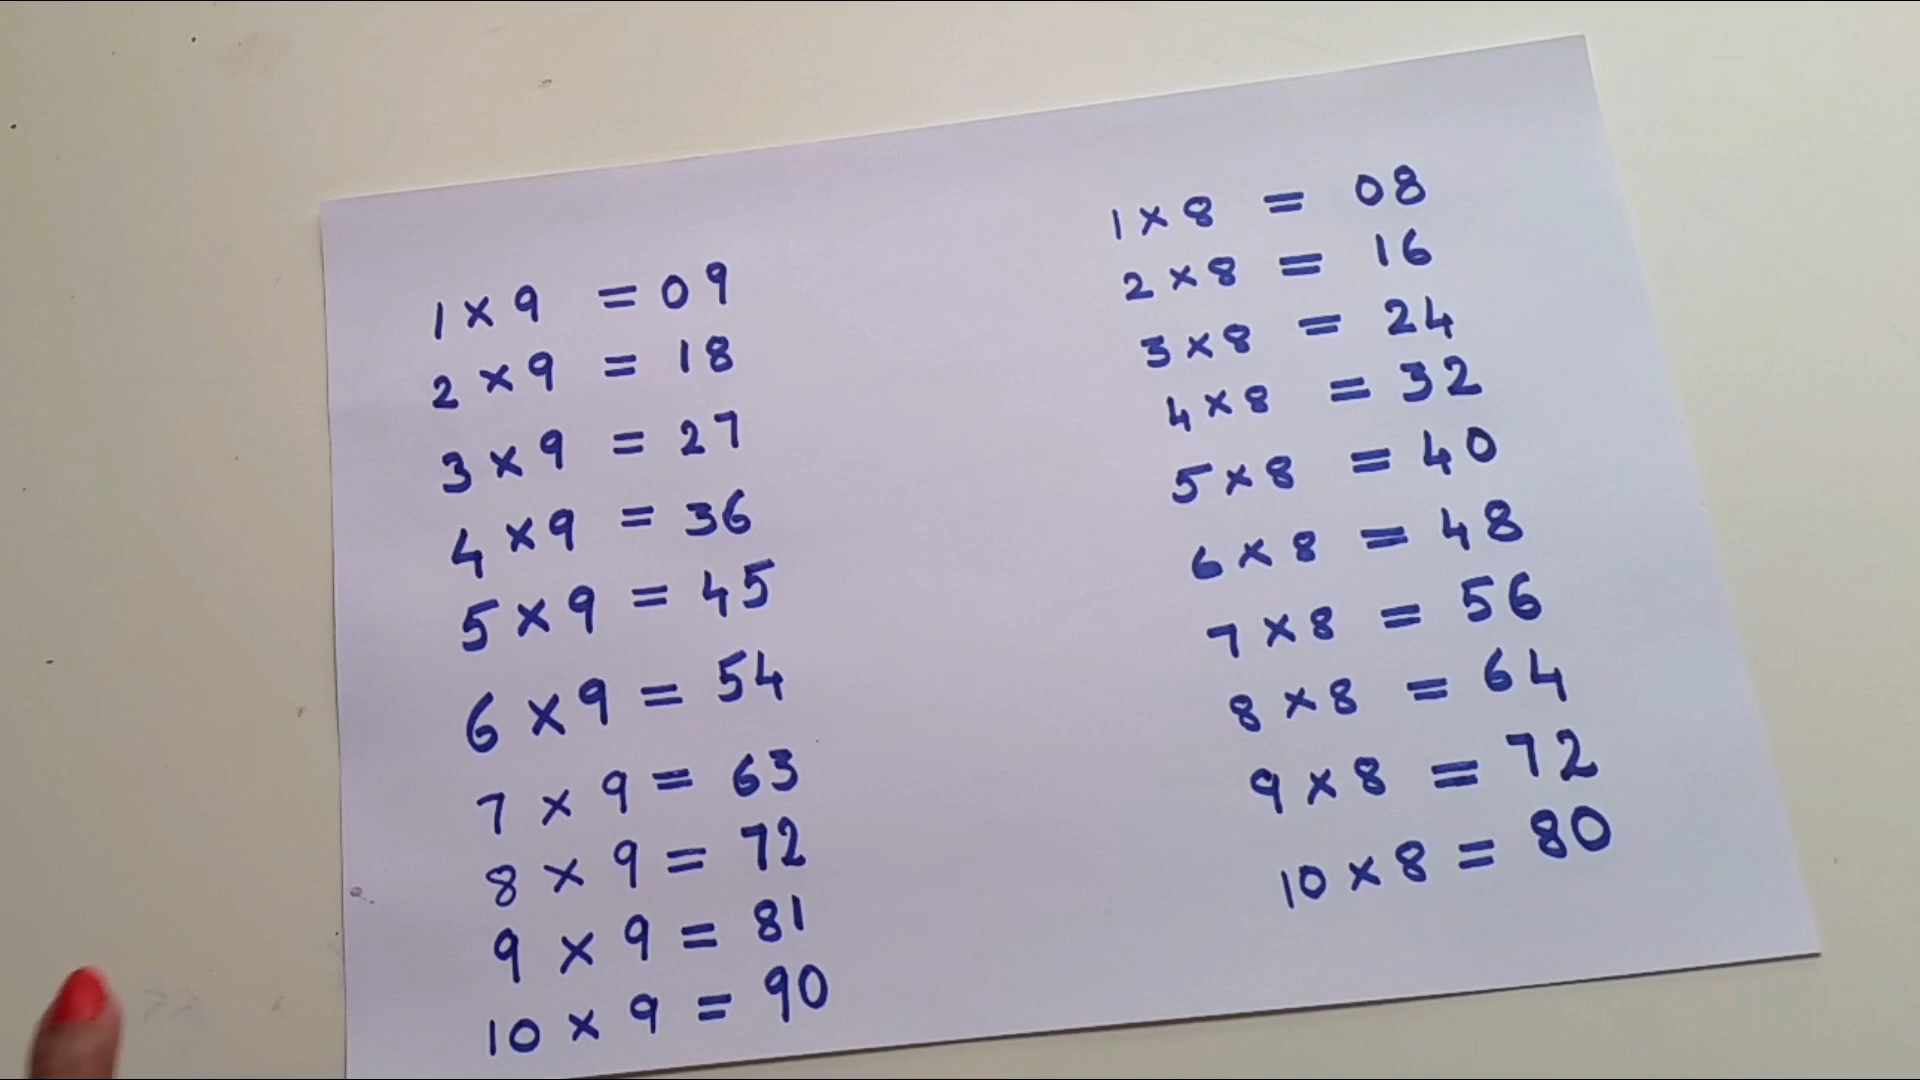 1 × 9 = 09
2 × 9 = 18
3 × 9 = 27
4 × 9 = 36
5 × 9 = 45
6 × 9 = 54
7 × 9 = 63
8 × 9 = 72
9 × 9 = 81
10 × 9 = 90
1 × 8 = 08
2 × 8 = 16
3 × 8 = 24
4 × 8 = 32
5 × 8 = 40
6 × 8 = 48
7 × 8 = 56
8 × 8 = 64
9 × 8 = 72
10 × 8 = 80